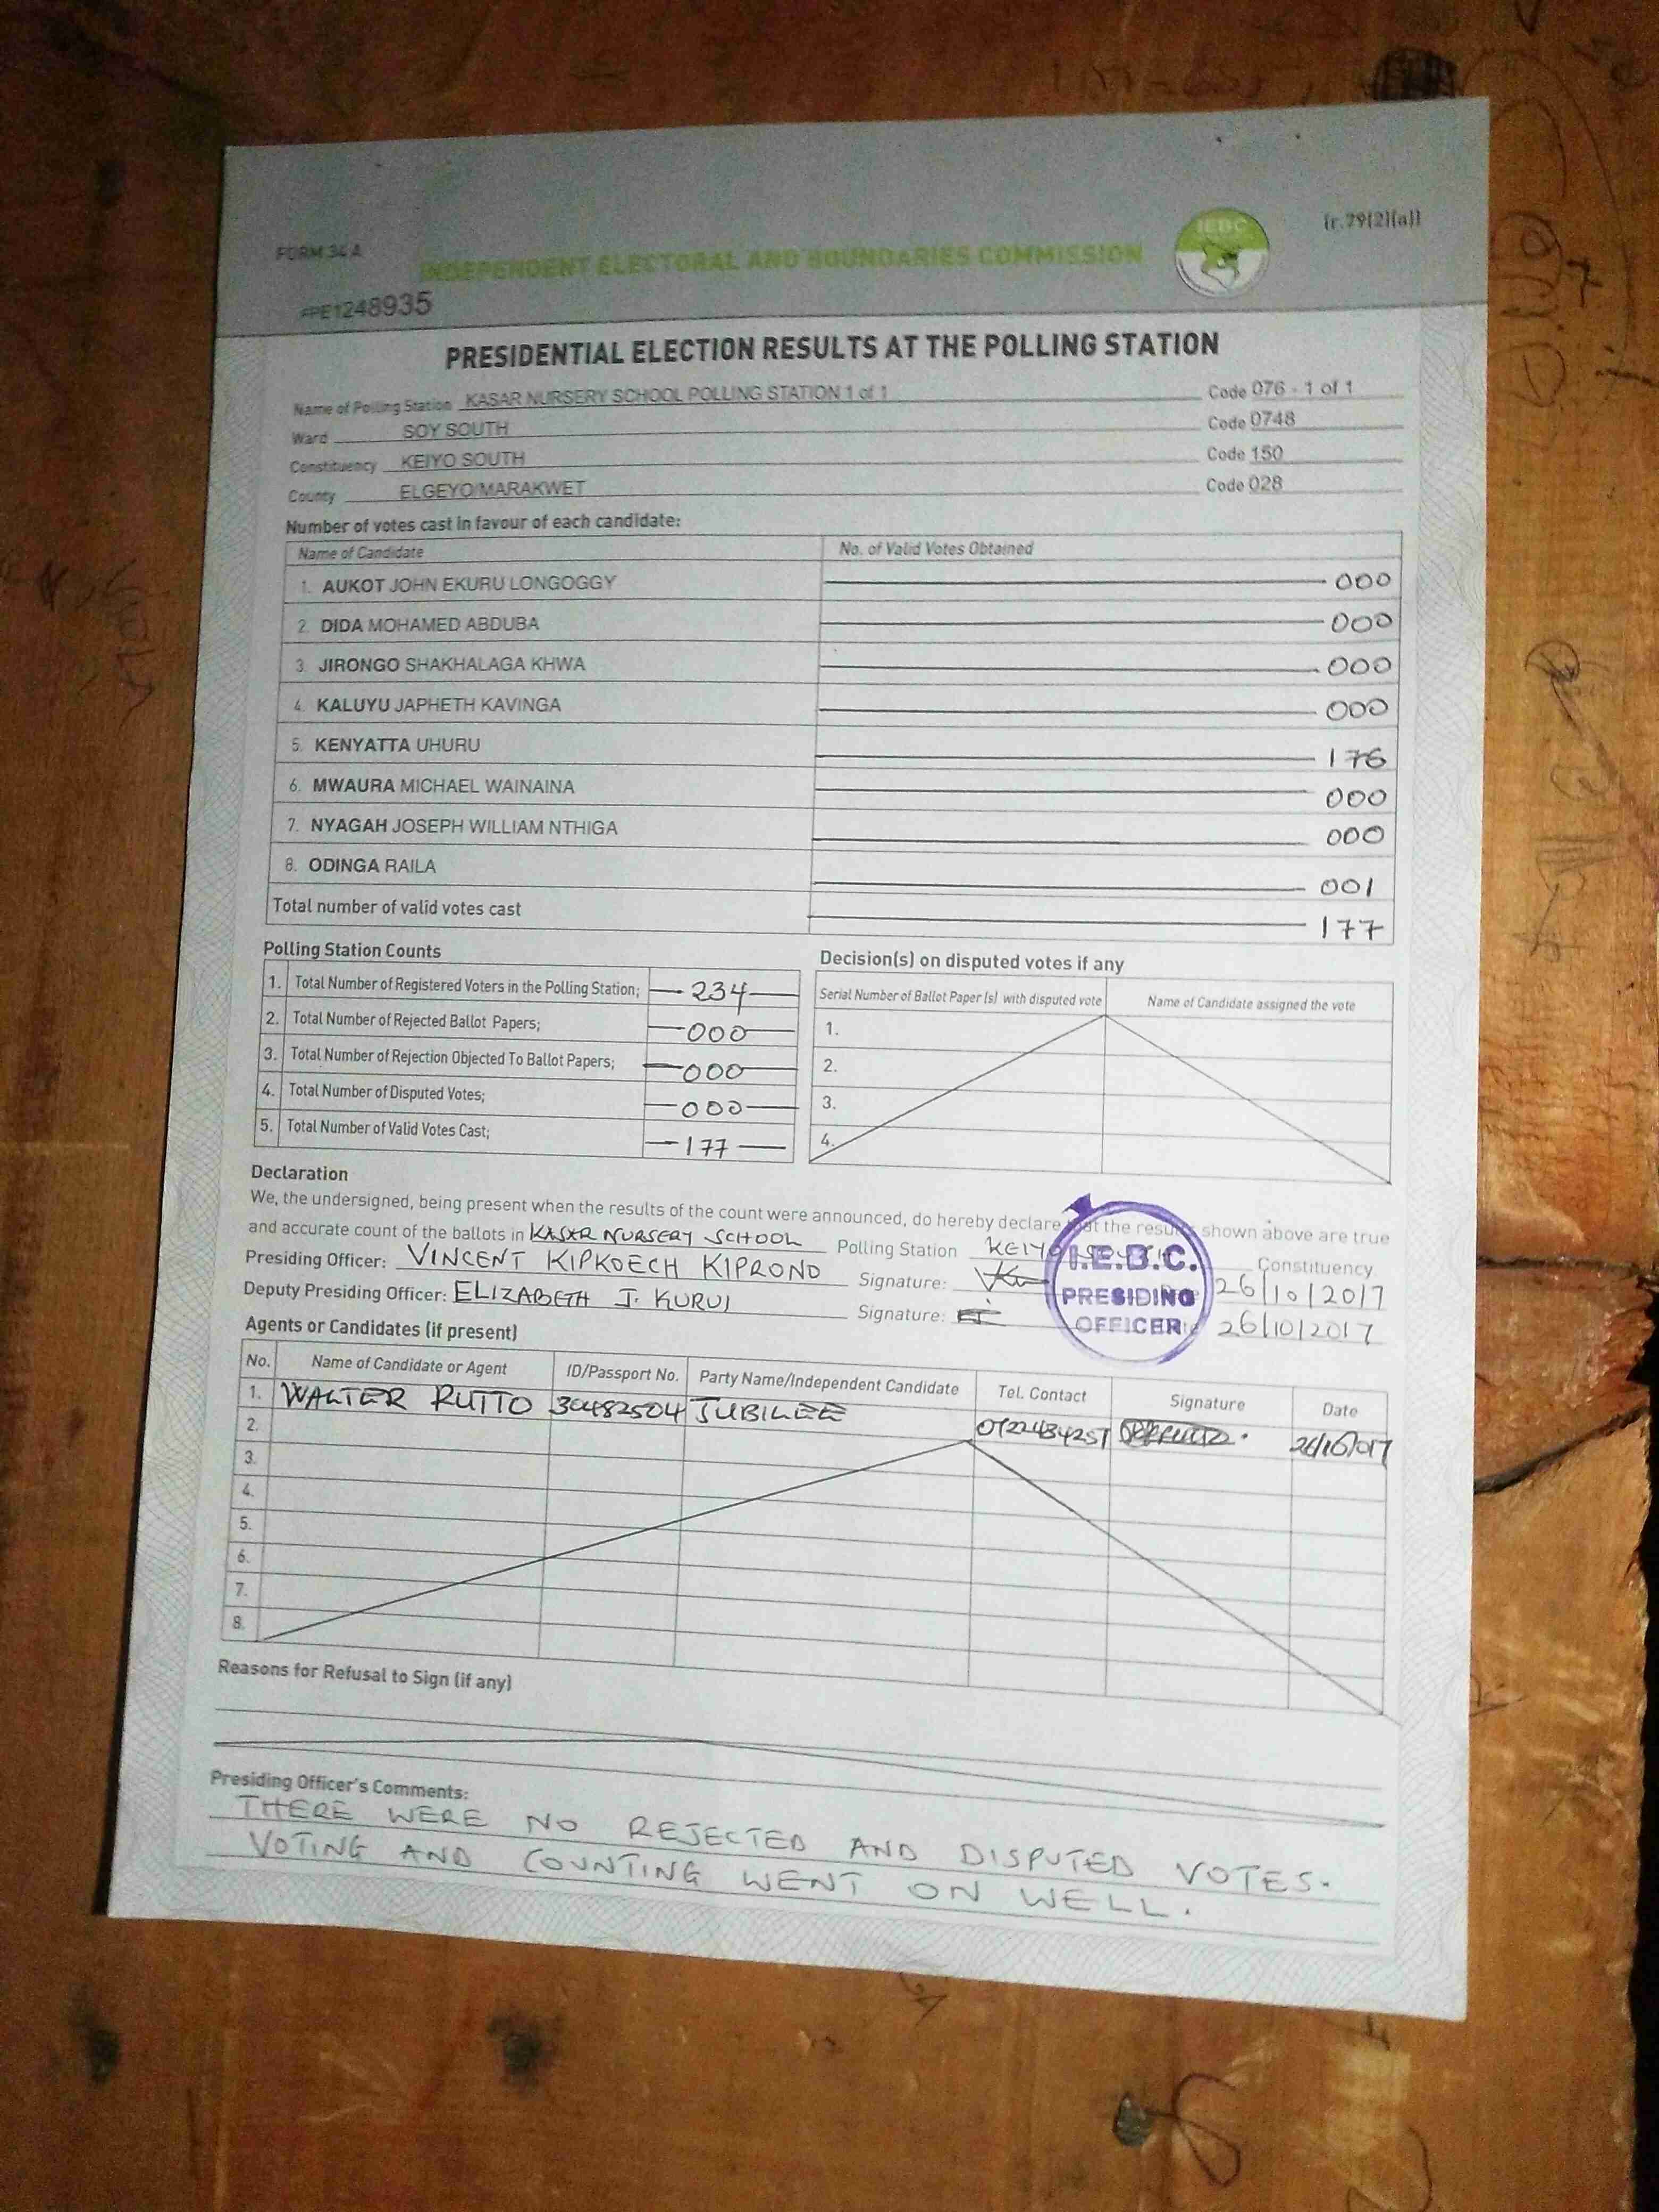 FORM 34 A
(r.79(2)(a))
INDEPENDENT ELECTORAL AND BOUNDARIES COMMISSION
IEBC
PE1248935
PRESIDENTIAL ELECTION RESULTS AT THE POLLING STATION
Name of Polling Station KASAR NURSERY SCHOOL POLLING STATION 1 of 1 Code 076 - 1 of 1
Ward SOY SOUTH Code 0748
Constituency KEIYO SOUTH Code 150
County ELGEYO/MARAKWET Code 028
Number of votes cast in favour of each candidate:
Name of Candidate No. of Valid Votes Obtained
1. AUKOT JOHN EKURU LONGOGGY 000
2. DIDA MOHAMED ABDUBA 000
3. JIRONGO SHAKHALAGA KHWA 000
4. KALUYU JAPHETH KAVINGA 000
5. KENYATTA UHURU 176
6. MWAURA MICHAEL WAINAINA 000
7. NYAGAH JOSEPH WILLIAM NTHIGA 000
8. ODINGA RAILA 001
Total number of valid votes cast 177
Polling Station Counts
1. Total Number of Registered Voters in the Polling Station; 234
2. Total Number of Rejected Ballot Papers; 000
3. Total Number of Rejection Objected To Ballot Papers; 000
4. Total Number of Disputed Votes; 000
5. Total Number of Valid Votes Cast; 177
Decision(s) on disputed votes if any
Serial Number of Ballot Paper (s) with disputed vote Name of Candidate assigned the vote
1.
2.
3.
4.
Declaration
We, the undersigned, being present when the results of the count were announced, do hereby declare that the results shown above are true
and accurate count of the ballots in KASAR NURSERY SCHOOL Polling Station KEIYO Constituency
Presiding Officer: VINCENT KIPKOECH KIPRONO Signature: 26/10/2017
Deputy Presiding Officer: ELIZABETH J. KURUI Signature: 26/10/2017
I.E.B.C.
PRESIDING
OFFICER
Agents or Candidates (if present)
No. Name of Candidate or Agent ID/Passport No. Party Name/Independent Candidate Tel. Contact Signature Date
1. WALTER RUTTO 30482504 JUBILEE 0722434251
2.
3.
4.
5.
6.
7.
8.
Reasons for Refusal to Sign (if any)
Presiding Officer's Comments:
THERE WERE NO REJECTED AND DISPUTED VOTES.
VOTING AND COUNTING WENT ON WELL.